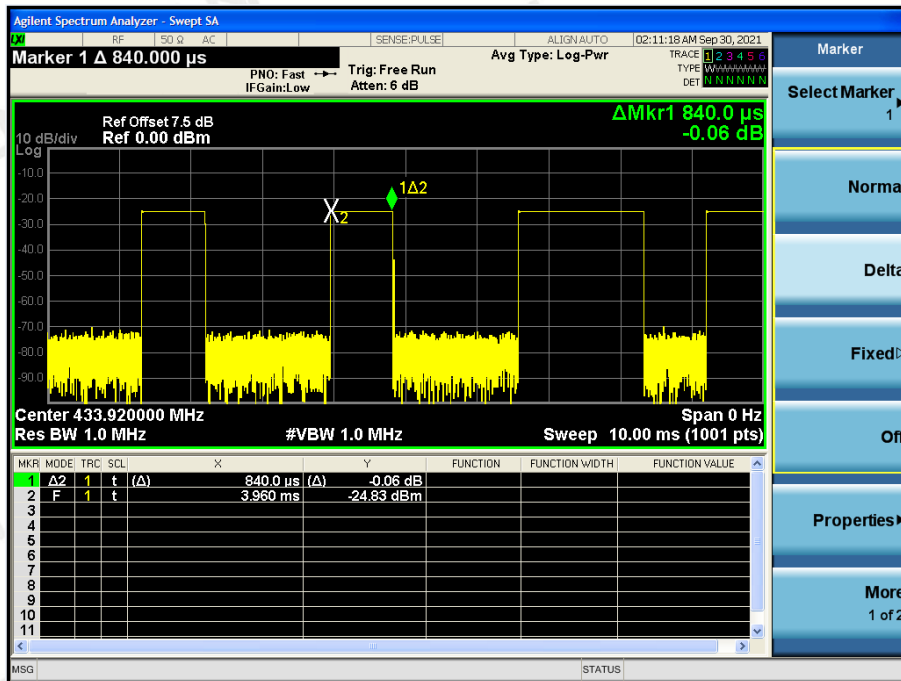 Agilent Spectrum Analyzer - Swept SA
LXI RF 50 Ω AC SENSE:PULSE ALIGN AUTO 02:11:18 AM Sep 30, 2021
Marker 1 Δ 840.000 µs
PNO: Fast
IFGain:Low
Trig: Free Run
Atten: 6 dB
Avg Type: Log-Pwr
TRACE 1 2 3 4 5 6
TYPE WWWWWW
DET N N N N N N
ΔMkr1 840.0 µs
-0.06 dB
Ref Offset 7.5 dB
10 dB/div Ref 0.00 dBm
Log
-10.0
-20.0
-30.0
-40.0
-50.0
-60.0
-70.0
-80.0
-90.0
1Δ2
2
Center 433.920000 MHz Span 0 Hz
Res BW 1.0 MHz #VBW 1.0 MHz Sweep 10.00 ms (1001 pts)
MKR MODE TRC SCL X Y FUNCTION FUNCTION WIDTH FUNCTION VALUE
1 Δ2 1 t (Δ) 840.0 µs (Δ) -0.06 dB
2 F 1 t 3.960 ms -24.83 dBm
3
4
5
6
7
8
9
10
11
MSG STATUS
Marker
Select Marker
1
Norma
Delta
Fixed
Of
Properties
More
1 of 2